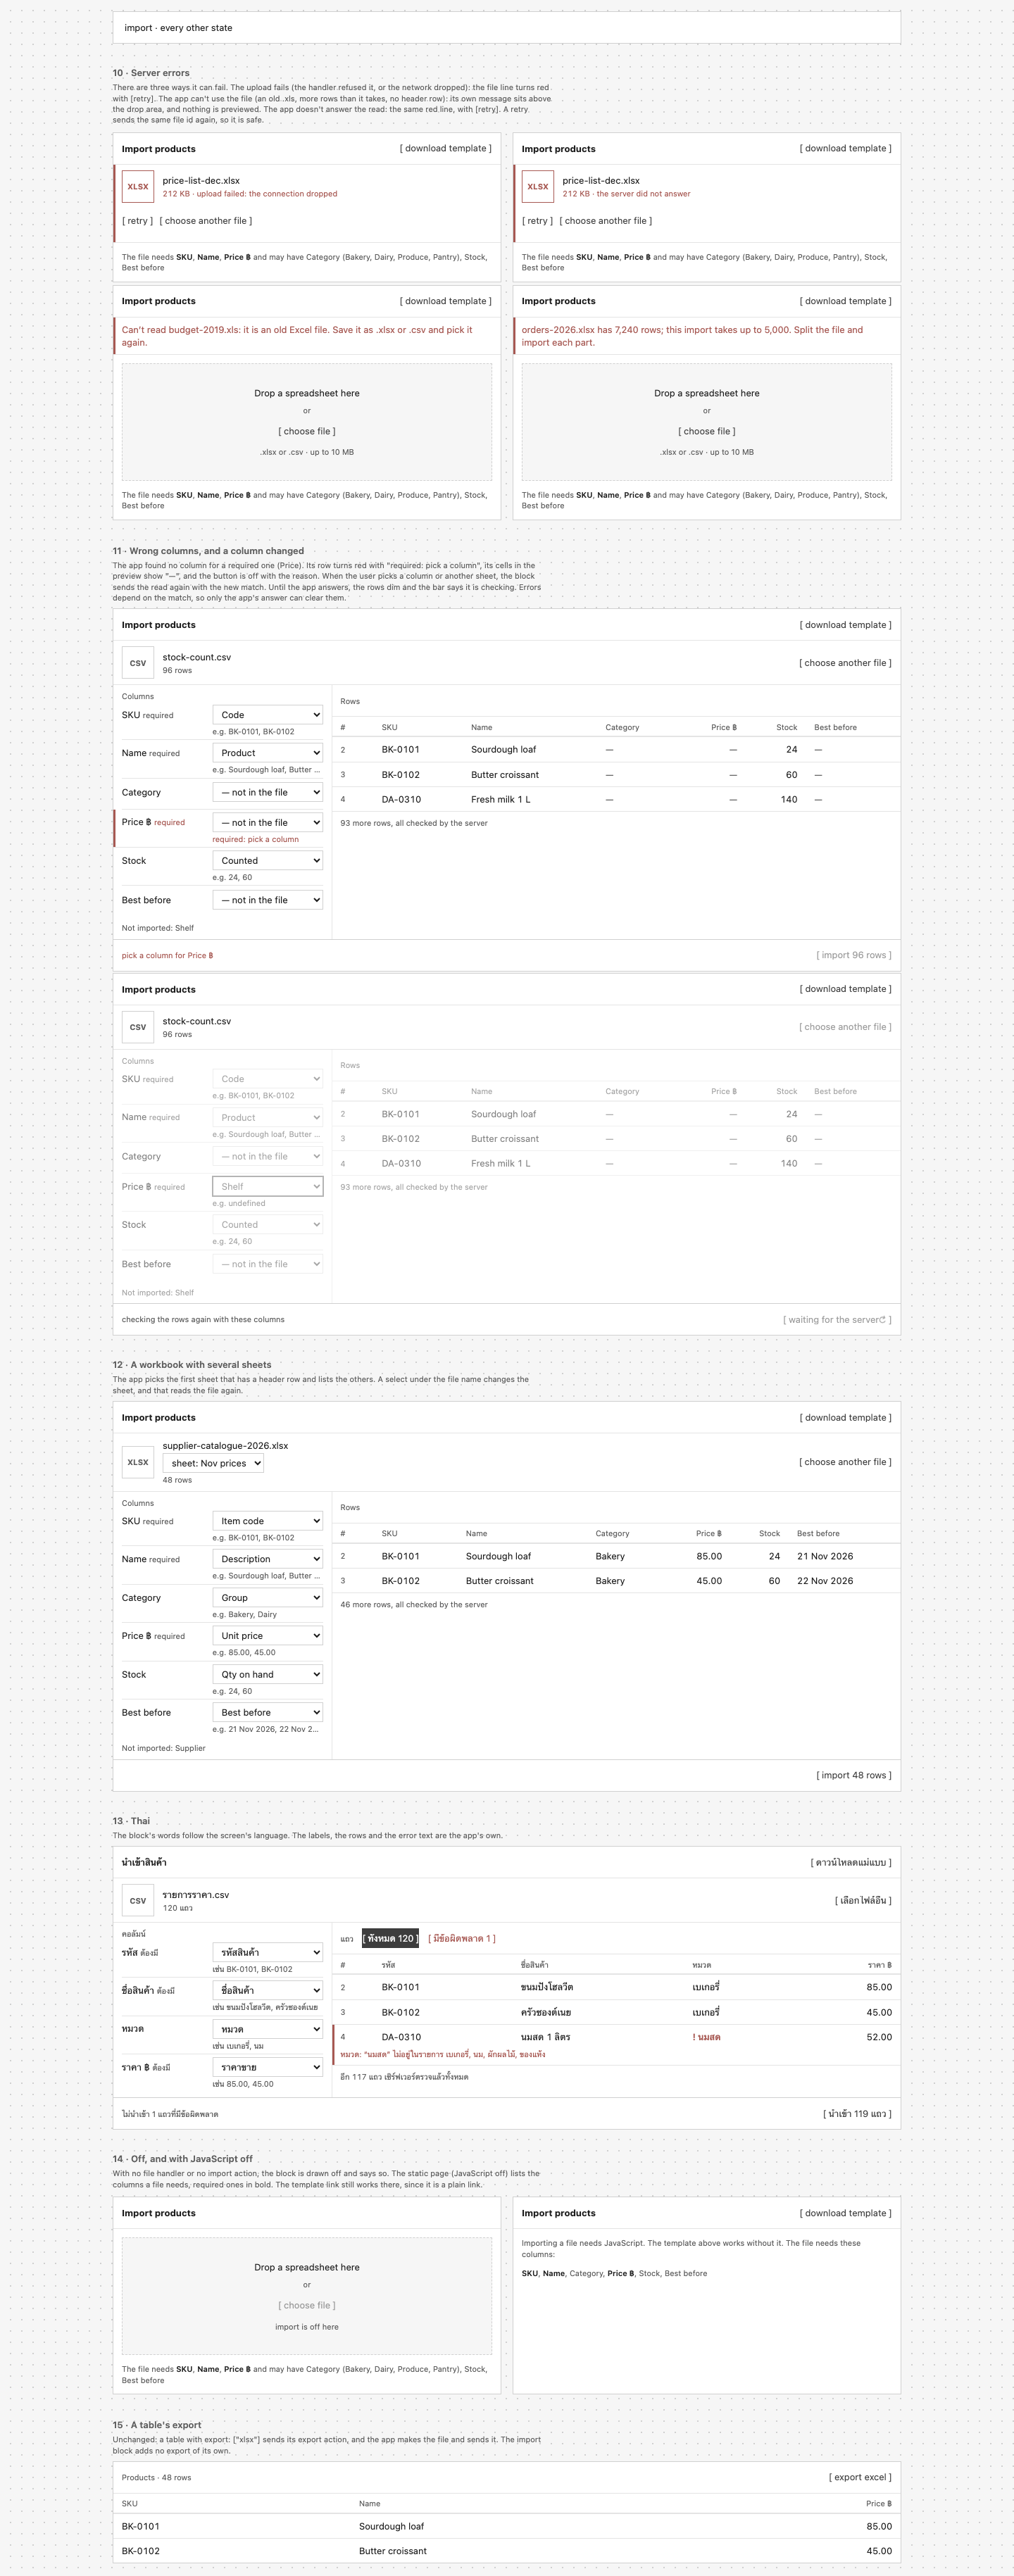 import · every other state
10 · Server errors
There are three ways it can fail. The upload fails (the handler refused it, or the network dropped): the file line turns red
with [retry]. The app can't use the file (an old .xls, more rows than it takes, no header row): its own message sits above
the drop area, and nothing is previewed. The app doesn't answer the read: the same red line, with [retry]. A retry
sends the same file id again, so it is safe.
Import products
[ download template ]
XLSX
price-list-dec.xlsx
212 KB · upload failed: the connection dropped
[ retry ] [ choose another file ]
The file needs SKU, Name, Price ฿ and may have Category (Bakery, Dairy, Produce, Pantry), Stock,
Best before
Import products
[ download template ]
XLSX
price-list-dec.xlsx
212 KB · the server did not answer
[ retry ] [ choose another file ]
The file needs SKU, Name, Price ฿ and may have Category (Bakery, Dairy, Produce, Pantry), Stock,
Best before
Import products
[ download template ]
Can't read budget-2019.xls: it is an old Excel file. Save it as .xlsx or .csv and pick it
again.
Drop a spreadsheet here
or
[ choose file ]
.xlsx or .csv · up to 10 MB
The file needs SKU, Name, Price ฿ and may have Category (Bakery, Dairy, Produce, Pantry), Stock,
Best before
Import products
[ download template ]
orders-2026.xlsx has 7,240 rows; this import takes up to 5,000. Split the file and
import each part.
Drop a spreadsheet here
or
[ choose file ]
.xlsx or .csv · up to 10 MB
The file needs SKU, Name, Price ฿ and may have Category (Bakery, Dairy, Produce, Pantry), Stock,
Best before
11 · Wrong columns, and a column changed
The app found no column for a required one (Price). Its row turns red with "required: pick a column", its cells in the
preview show "—", and the button is off with the reason. When the user picks a column or another sheet, the block
sends the read again with the new match. Until the app answers, the rows dim and the bar says it is checking. Errors
depend on the match, so only the app's answer can clear them.
Import products
[ download template ]
CSV
stock-count.csv
96 rows
[ choose another file ]
Columns
SKU required
Code
e.g. BK-0101, BK-0102
Name required
Product
e.g. Sourdough loaf, Butter ...
Category
— not in the file
Price ฿ required
— not in the file
required: pick a column
Stock
Counted
e.g. 24, 60
Best before
— not in the file
Not imported: Shelf
Rows
# SKU Name Category Price ฿ Stock Best before
2 BK-0101 Sourdough loaf — — 24 —
3 BK-0102 Butter croissant — — 60 —
4 DA-0310 Fresh milk 1 L — — 140 —
93 more rows, all checked by the server
pick a column for Price ฿
[ import 96 rows ]
Import products
[ download template ]
CSV
stock-count.csv
96 rows
[ choose another file ]
Columns
SKU required
Code
e.g. BK-0101, BK-0102
Name required
Product
e.g. Sourdough loaf, Butter ...
Category
— not in the file
Price ฿ required
Shelf
e.g. undefined
Stock
Counted
e.g. 24, 60
Best before
— not in the file
Not imported: Shelf
Rows
# SKU Name Category Price ฿ Stock Best before
2 BK-0101 Sourdough loaf — — 24 —
3 BK-0102 Butter croissant — — 60 —
4 DA-0310 Fresh milk 1 L — — 140 —
93 more rows, all checked by the server
checking the rows again with these columns
[ waiting for the server ]
12 · A workbook with several sheets
The app picks the first sheet that has a header row and lists the others. A select under the file name changes the
sheet, and that reads the file again.
Import products
[ download template ]
XLSX
supplier-catalogue-2026.xlsx
sheet: Nov prices
48 rows
[ choose another file ]
Columns
SKU required
Item code
e.g. BK-0101, BK-0102
Name required
Description
e.g. Sourdough loaf, Butter ...
Category
Group
e.g. Bakery, Dairy
Price ฿ required
Unit price
e.g. 85.00, 45.00
Stock
Qty on hand
e.g. 24, 60
Best before
Best before
e.g. 21 Nov 2026, 22 Nov 2...
Not imported: Supplier
Rows
# SKU Name Category Price ฿ Stock Best before
2 BK-0101 Sourdough loaf Bakery 85.00 24 21 Nov 2026
3 BK-0102 Butter croissant Bakery 45.00 60 22 Nov 2026
46 more rows, all checked by the server
[ import 48 rows ]
13 · Thai
The block's words follow the screen's language. The labels, the rows and the error text are the app's own.
นำเข้าสินค้า
[ ดาวน์โหลดแม่แบบ ]
CSV
รายการราคา.csv
120 แถว
[ เลือกไฟล์อื่น ]
คอลัมน์
รหัส ต้องมี
รหัสสินค้า
เช่น BK-0101, BK-0102
ชื่อสินค้า ต้องมี
ชื่อสินค้า
เช่น ขนมปังโฮลวีต, ครัวซองต์เนย
หมวด
หมวด
เช่น เบเกอรี่, นม
ราคา ฿ ต้องมี
ราคาขาย
เช่น 85.00, 45.00
แถว [ ทั้งหมด 120 ] [ มีข้อผิดพลาด 1 ]
# รหัส ชื่อสินค้า หมวด ราคา ฿
2 BK-0101 ขนมปังโฮลวีต เบเกอรี่ 85.00
3 BK-0102 ครัวซองต์เนย เบเกอรี่ 45.00
4 DA-0310 นมสด 1 ลิตร ! นมสด 52.00
หมวด: "นมสด" ไม่อยู่ในรายการ เบเกอรี่, นม, ผักผลไม้, ของแห้ง
อีก 117 แถว เซิร์ฟเวอร์ตรวจแล้วทั้งหมด
ไม่นำเข้า 1 แถวที่มีข้อผิดพลาด
[ นำเข้า 119 แถว ]
14 · Off, and with JavaScript off
With no file handler or no import action, the block is drawn off and says so. The static page (JavaScript off) lists the
columns a file needs, required ones in bold. The template link still works there, since it is a plain link.
Import products
Drop a spreadsheet here
or
[ choose file ]
import is off here
The file needs SKU, Name, Price ฿ and may have Category (Bakery, Dairy, Produce, Pantry), Stock,
Best before
Import products
[ download template ]
Importing a file needs JavaScript. The template above works without it. The file needs these
columns:
SKU, Name, Category, Price ฿, Stock, Best before
15 · A table's export
Unchanged: a table with export: ["xlsx"] sends its export action, and the app makes the file and sends it. The import
block adds no export of its own.
Products · 48 rows
[ export excel ]
SKU Name Price ฿
BK-0101 Sourdough loaf 85.00
BK-0102 Butter croissant 45.00